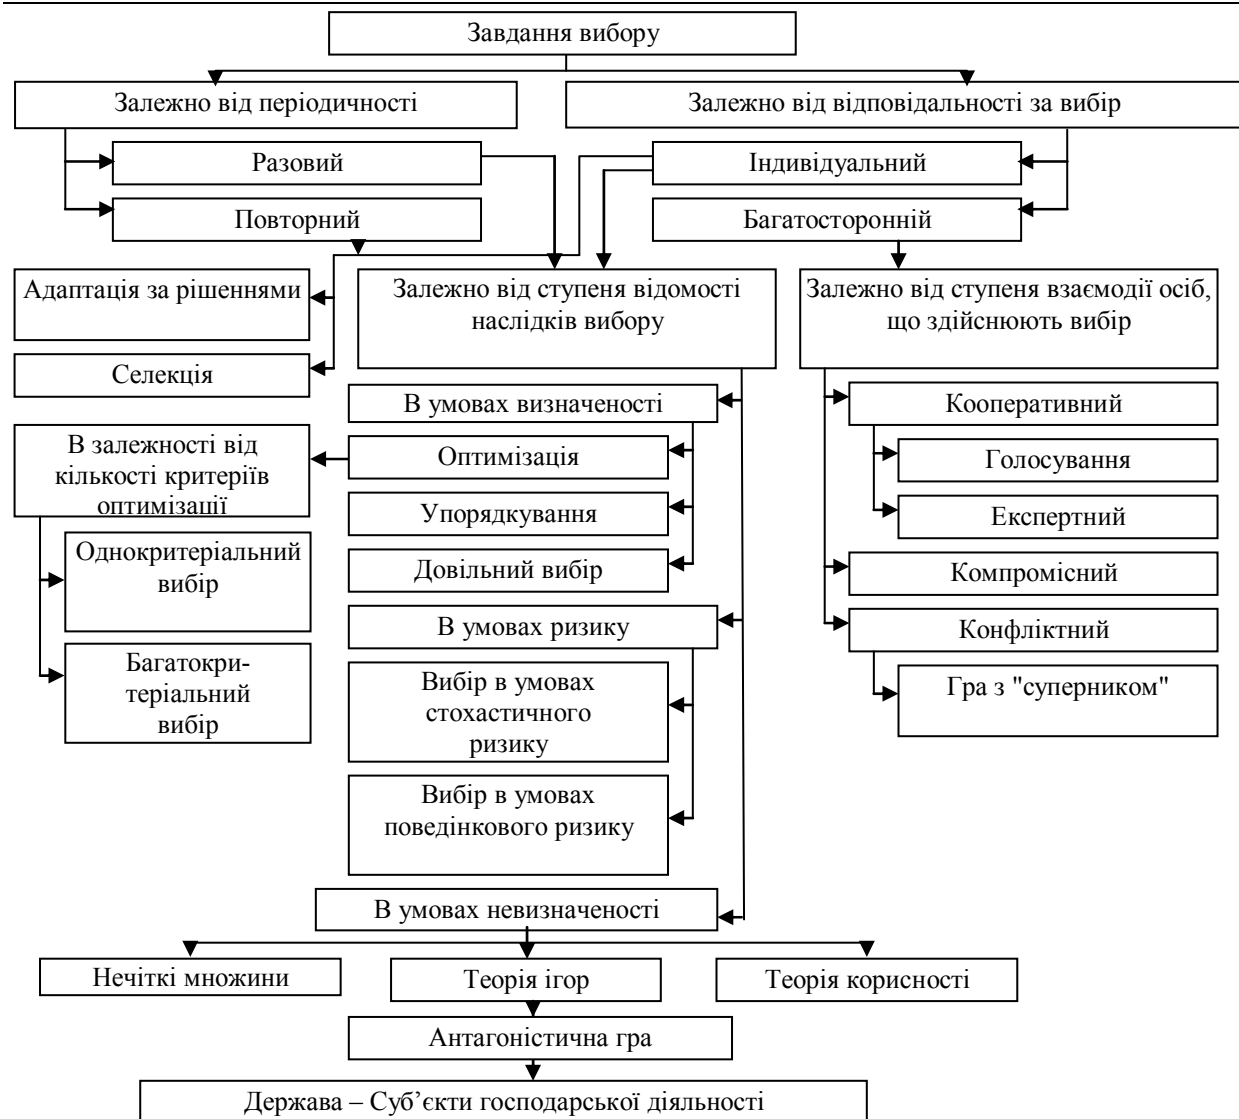 Завдання вибору
Залежно від періодичності
Залежно від відповідальності за вибір
Разовий
Індивідуальний
Повторний
Багатосторонній
Адаптація за рішеннями
Залежно від ступеня відомості
наслідків вибору
Залежно від ступеня взаємодії осіб,
що здійснюють вибір
Селекція
В умовах визначеності
Кооперативний
В залежності від
кількості критеріїв
оптимізації
Оптимізація
Голосування
Упорядкування
Експертний
Однокритеріальний
вибір
Довільний вибір
Компромісний
В умовах ризику
Конфліктний
Багатокри-
теріальний
вибір
Вибір в умовах
стохастичного
ризику
Гра з "суперником"
Вибір в умовах
поведінкового ризику
В умовах невизначеності
Нечіткі множини
Теорія ігор
Теорія корисності
Антагоністична гра
Держава – Суб’єкти господарської діяльності